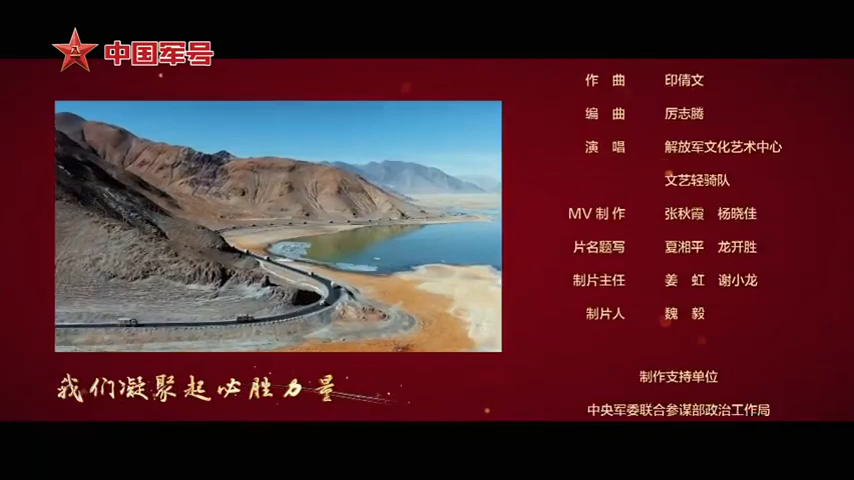 中国军号
作 曲 印倩文
编 曲 厉志腾
演 唱 解放军文化艺术中心
文艺轻骑队
MV制作 张秋霞 杨晓佳
片名题写 夏湘平 龙开胜
制片主任 姜 虹 谢小龙
制片人 魏 毅
我们凝聚起必胜力量
制作支持单位
中央军委联合参谋部政治工作局